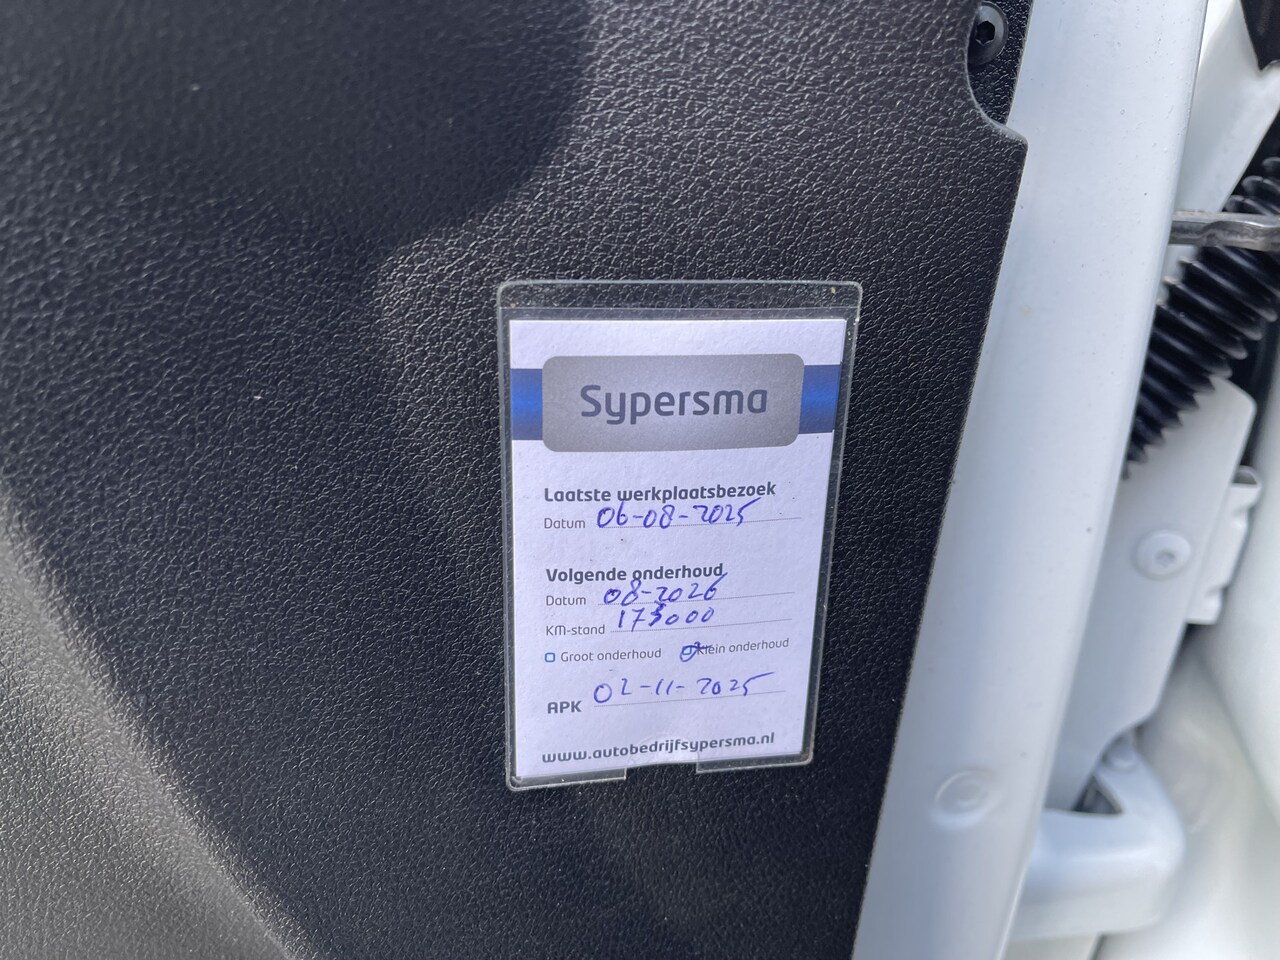 Sypersma
Laatste werkplaatsbezoek
Datum 06-08-2025
Volgende onderhoud
Datum 08-2026
KM-stand 173000
Groot onderhoud Klein onderhoud
APK 02-11-2025
www.autobedrijfsypersma.nl